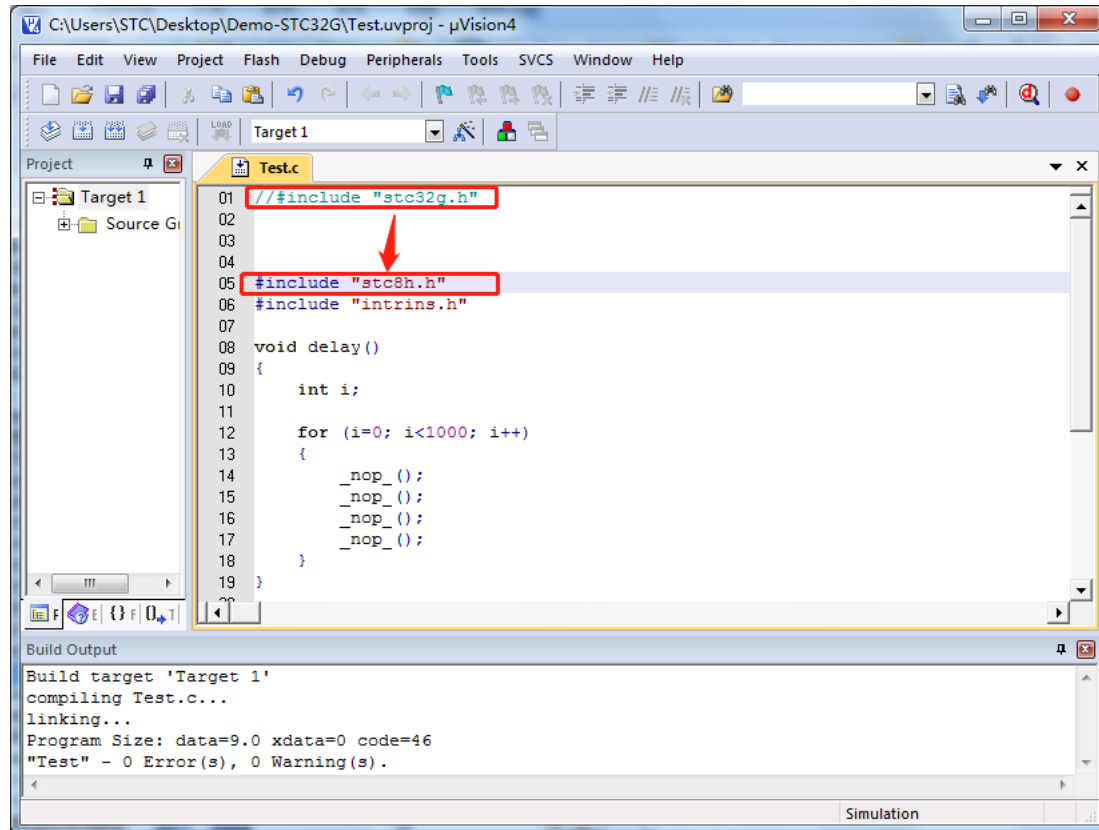 C:\Users\STC\Desktop\Demo-STC32G\Test.uvproj - µVision4
File Edit View Project Flash Debug Peripherals Tools SVCS Window Help
LOAD Target 1
Project
Test.c
Target 1
Source Gr
01 //#include "stc32g.h"
02
03
04
05 #include "stc8h.h"
06 #include "intrins.h"
07
08 void delay()
09 {
10 int i;
11
12 for (i=0; i<1000; i++)
13 {
14 _nop_();
15 _nop_();
16 _nop_();
17 _nop_();
18 }
19 }
F E {} F 0 T
Build Output
Build target 'Target 1'
compiling Test.c...
linking...
Program Size: data=9.0 xdata=0 code=46
"Test" - 0 Error(s), 0 Warning(s).
Simulation